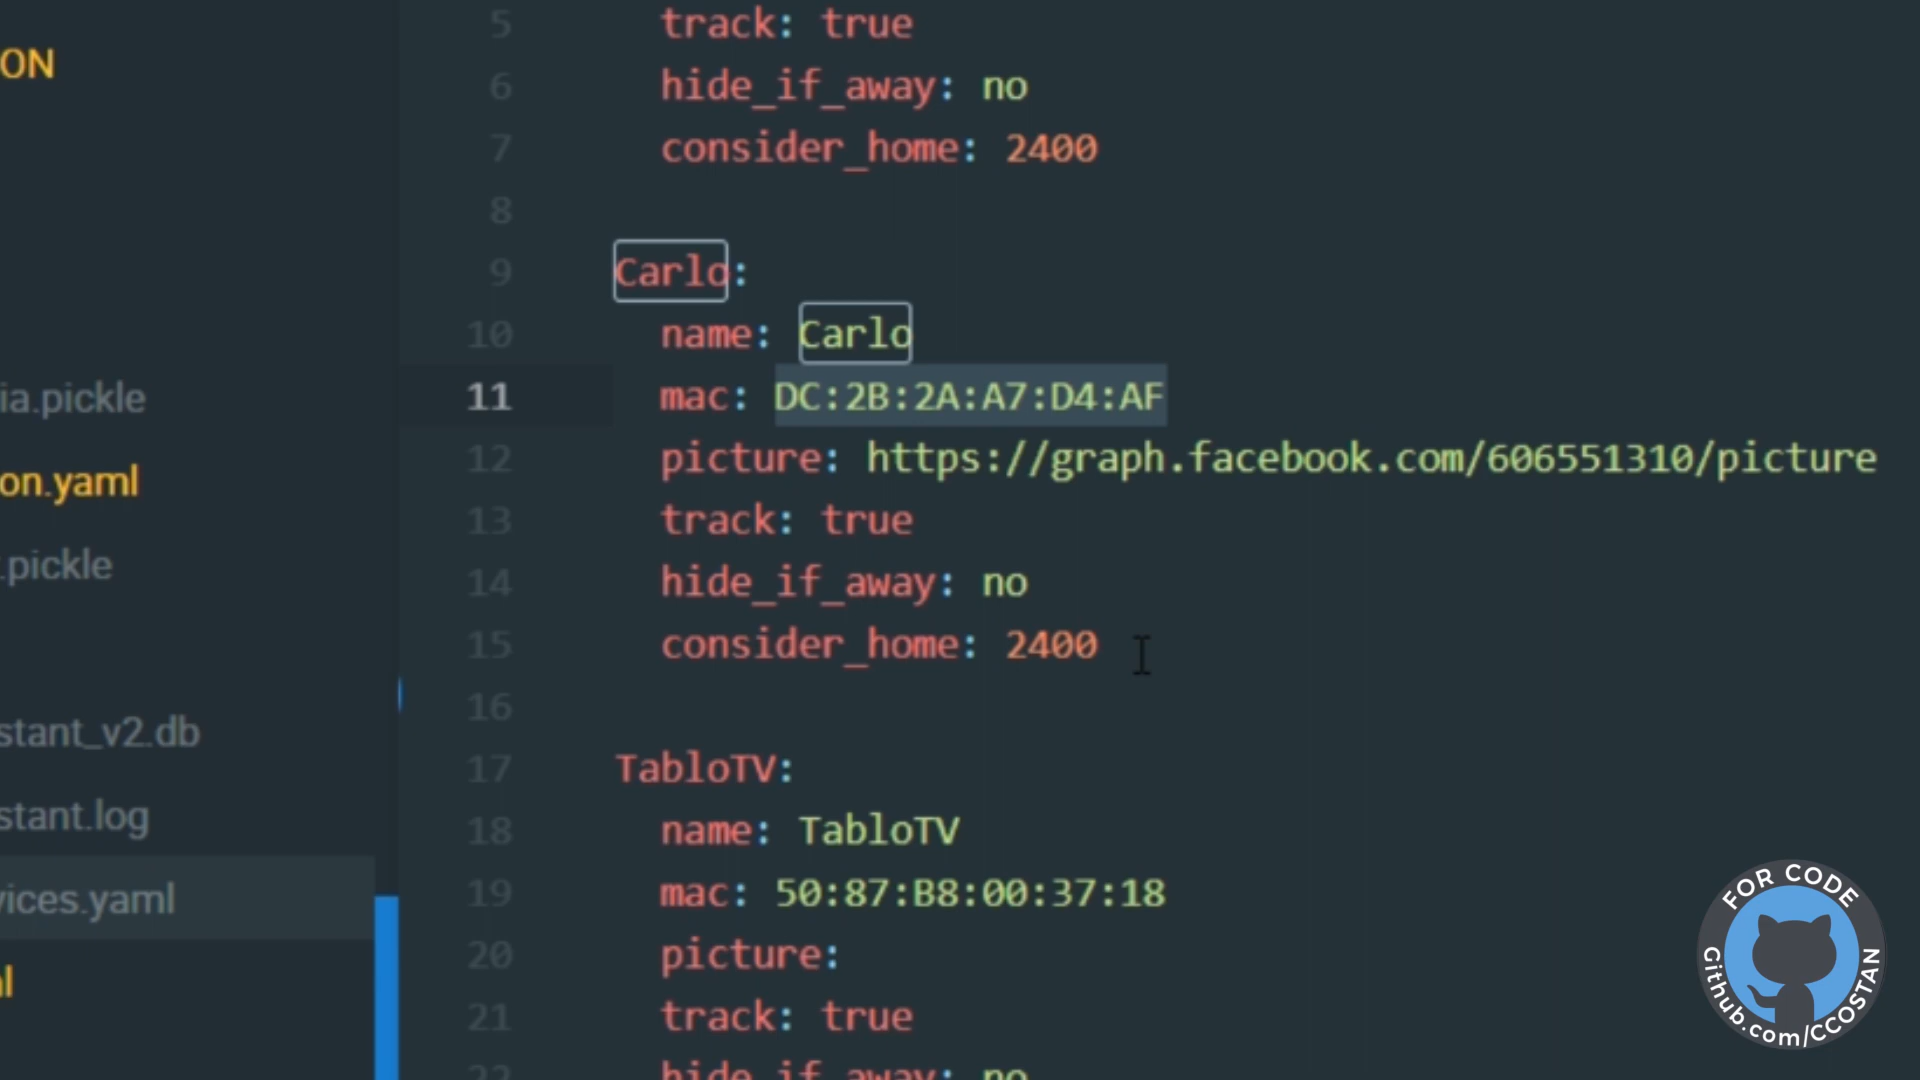 ON
ia.pickle
on.yaml
.pickle
stant_v2.db
stant.log
vices.yaml
l
5 track: true
6 hide_if_away: no
7 consider_home: 2400
8
9 Carlo:
10 name: Carlo
11 mac: DC:2B:2A:A7:D4:AF
12 picture: https://graph.facebook.com/606551310/picture
13 track: true
14 hide_if_away: no
15 consider_home: 2400
16
17 TabloTV:
18 name: TabloTV
19 mac: 50:87:B8:00:37:18
20 picture:
21 track: true
22 hide_if_away: no
FOR CODE
Github.com/CCOSTAN